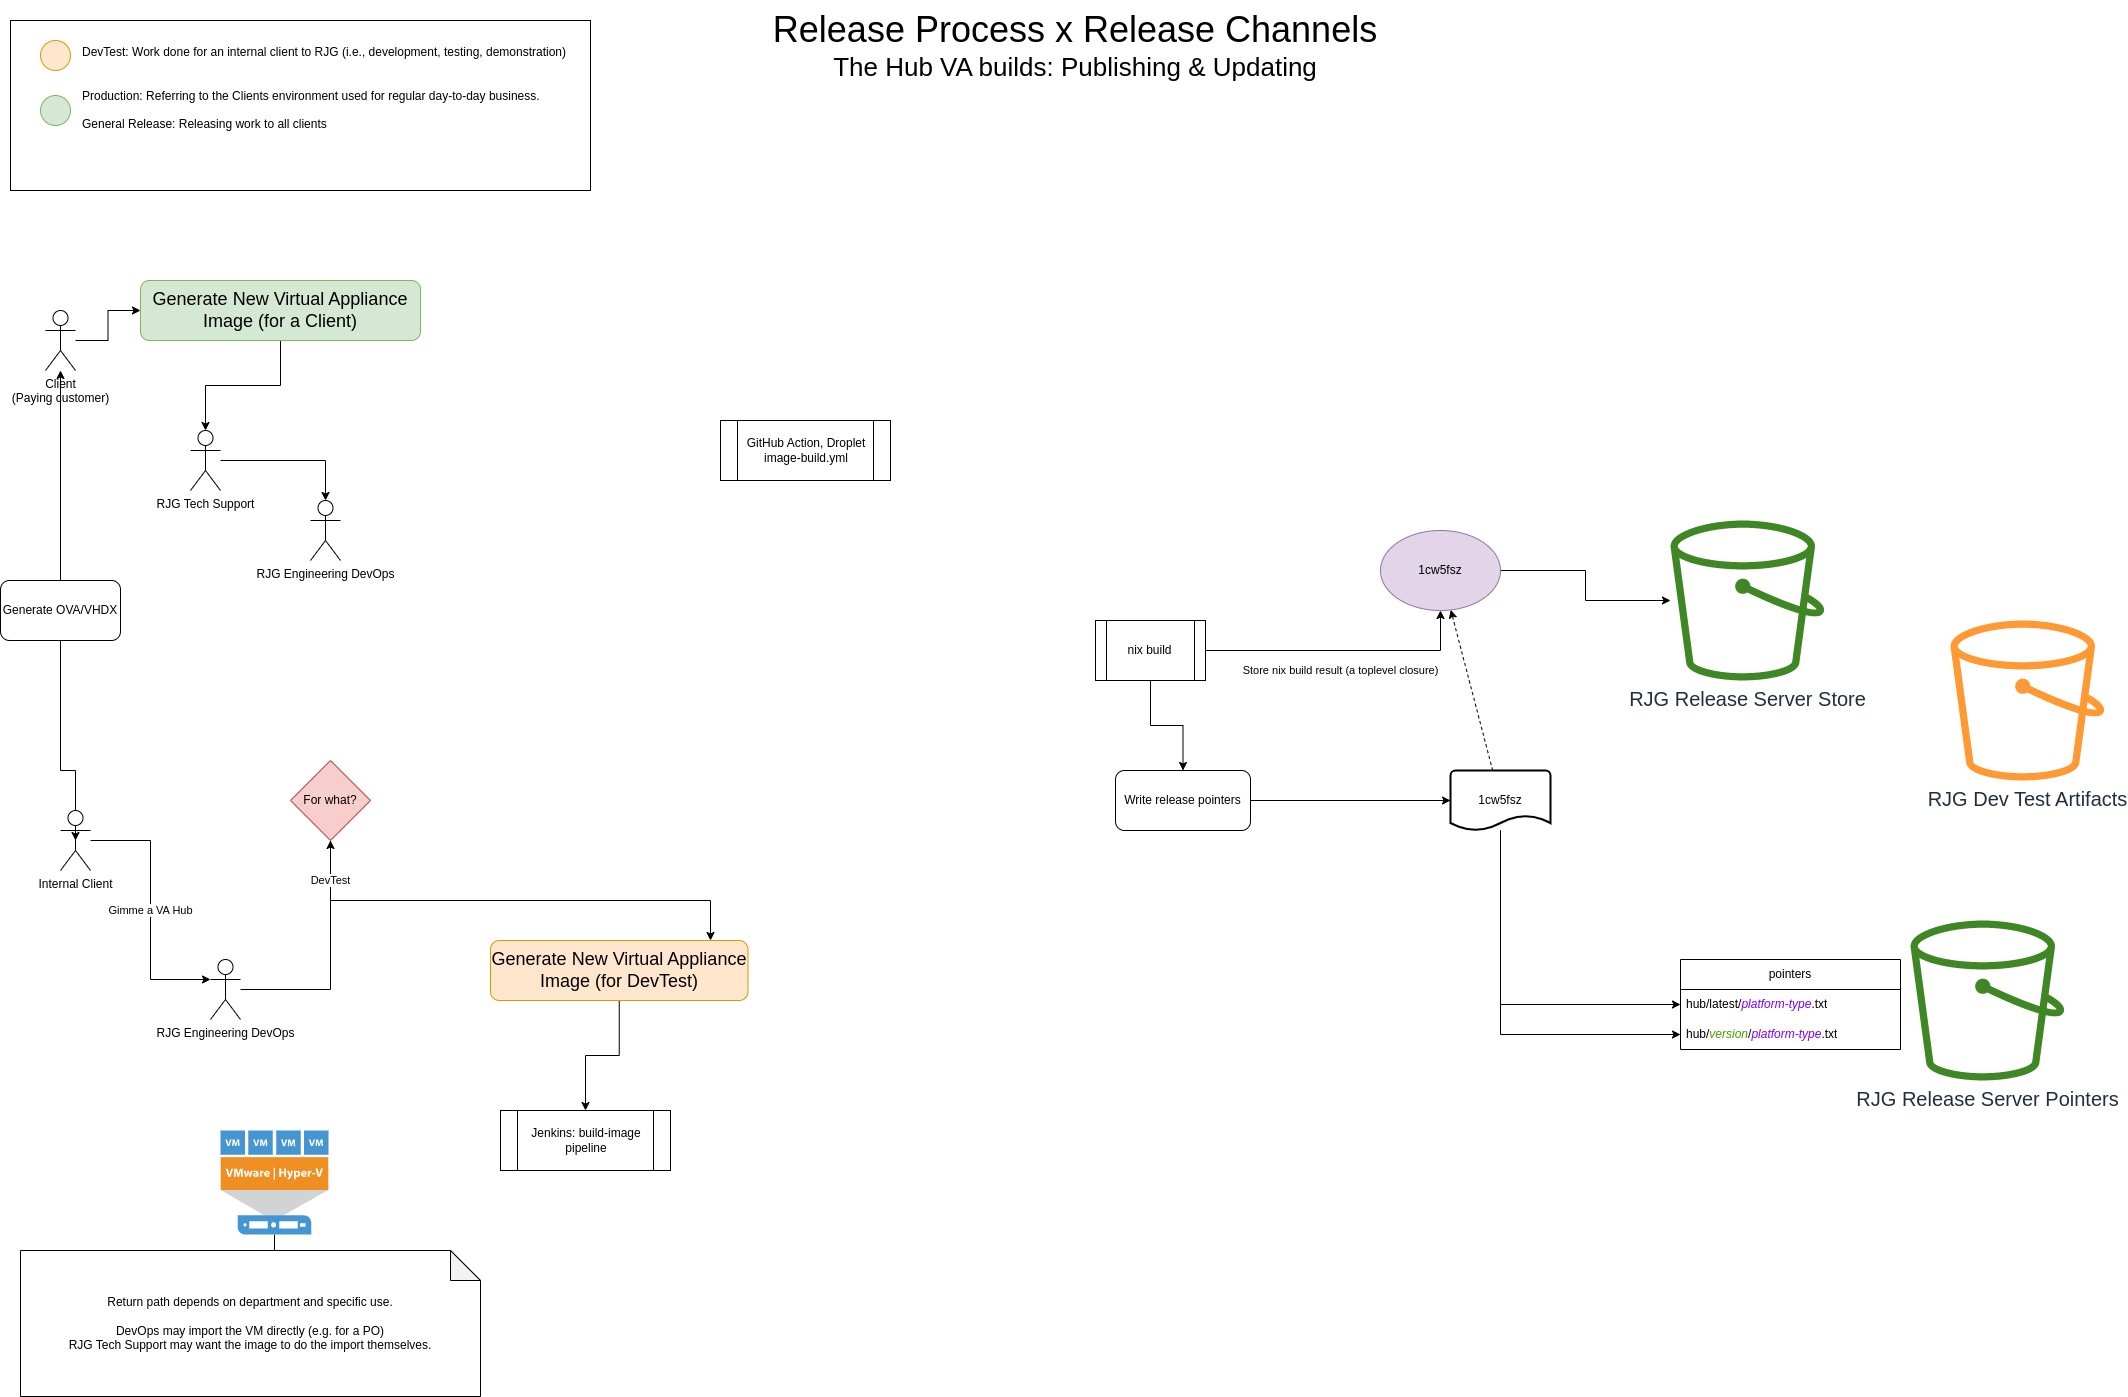 Release Process x Release Channels
The Hub VA builds: Publishing & Updating
DevTest: Work done for an internal client to RJG (i.e., development, testing, demonstration)
Production: Referring to the Clients environment used for regular day-to-day business.
General Release: Releasing work to all clients
Generate New Virtual Appliance
Image (for a Client)
Client
(Paying customer)
RJG Tech Support
RJG Engineering DevOps
GitHub Action, Droplet
image-build.yml
Generate OVA/VHDX
1cw5fsz
nix build
Store nix build result (a toplevel closure)
RJG Release Server Store
Write release pointers
1cw5fsz
RJG Dev Test Artifacts
For what?
DevTest
Internal Client
Gimme a VA Hub
RJG Engineering DevOps
Generate New Virtual Appliance
Image (for DevTest)
pointers
hub/latest/platform-type.txt
hub/version/platform-type.txt
RJG Release Server Pointers
Jenkins: build-image
pipeline
VM VM VM VM
VMware | Hyper-V
Return path depends on department and specific use.
DevOps may import the VM directly (e.g. for a PO)
RJG Tech Support may want the image to do the import themselves.